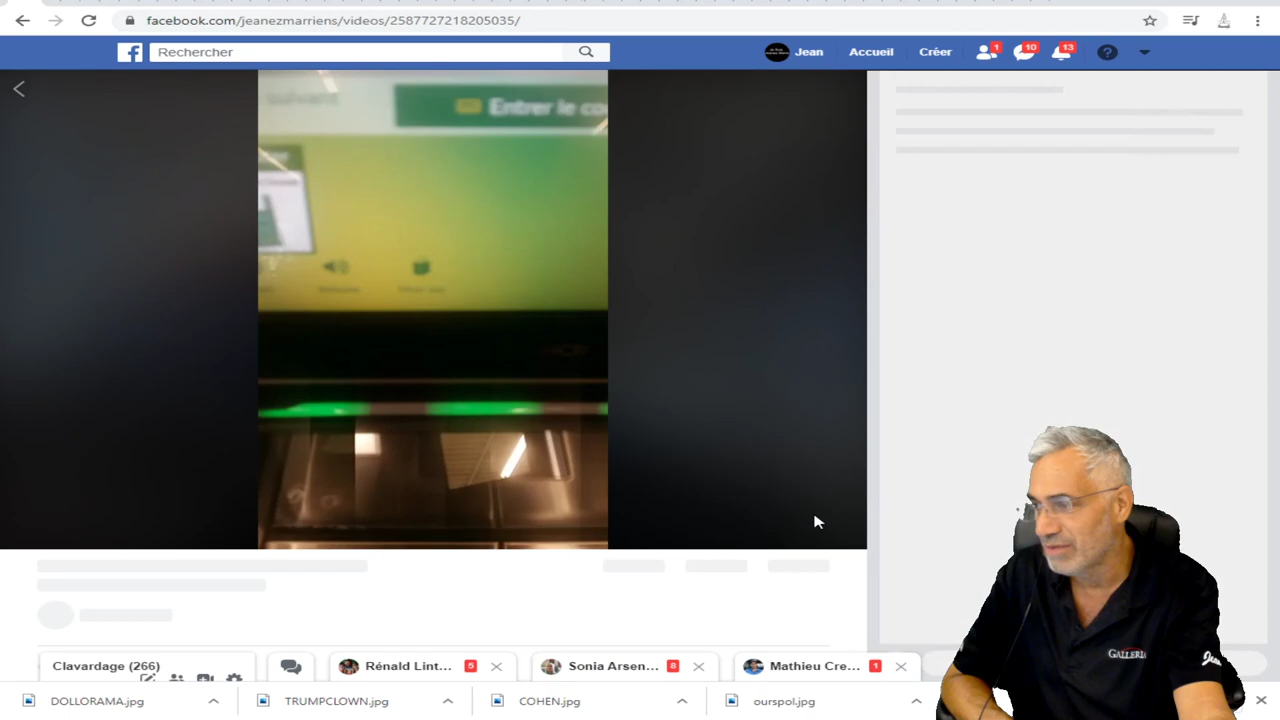 facebook.com/jeanezmarriens/videos/2587727218205035/
Rechercher
Jean
Accueil
Créer
1
10
13
Entrer le
Clavardage (266)
Rénald Lint...
5
Sonia Arsen...
8
Mathieu Cre...
1
DOLLORAMA.jpg
TRUMPCLOWN.jpg
COHEN.jpg
ourspol.jpg
GALLERIA
Jean